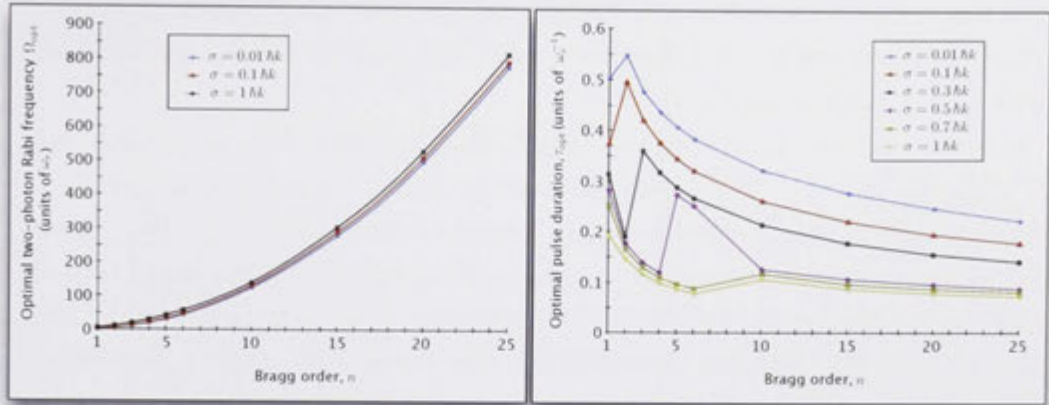 Optimal two-photon Rabi frequency Ω_opt
(units of ω_r)
900
800
700
600
500
400
300
200
100
0
1
5
10
15
20
25
Bragg order, n
σ = 0.01 ħk
σ = 0.1 ħk
σ = 1 ħk
Optimal pulse duration, τ_opt (units of ω_r⁻¹)
0.6
0.5
0.4
0.3
0.2
0.1
0
1
5
10
15
20
25
Bragg order, n
σ = 0.01 ħk
σ = 0.1 ħk
σ = 0.3 ħk
σ = 0.5 ħk
σ = 0.7 ħk
σ = 1 ħk